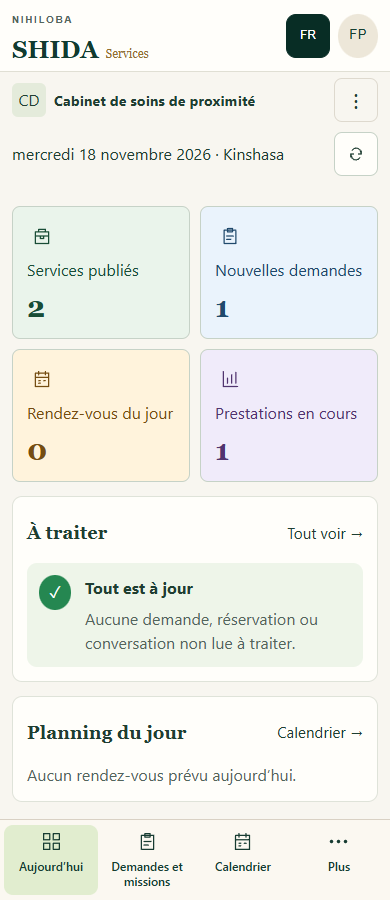 NIHILOBA
SHIDA Services
FR
FP
CD
Cabinet de soins de proximité
mercredi 18 novembre 2026 · Kinshasa
Services publiés
2
Nouvelles demandes
1
Rendez-vous du jour
0
Prestations en cours
1
À traiter
Tout voir →
Tout est à jour
Aucune demande, réservation ou
conversation non lue à traiter.
Planning du jour
Calendrier →
Aucun rendez-vous prévu aujourd’hui.
Aujourd’hui
Demandes et
missions
Calendrier
Plus